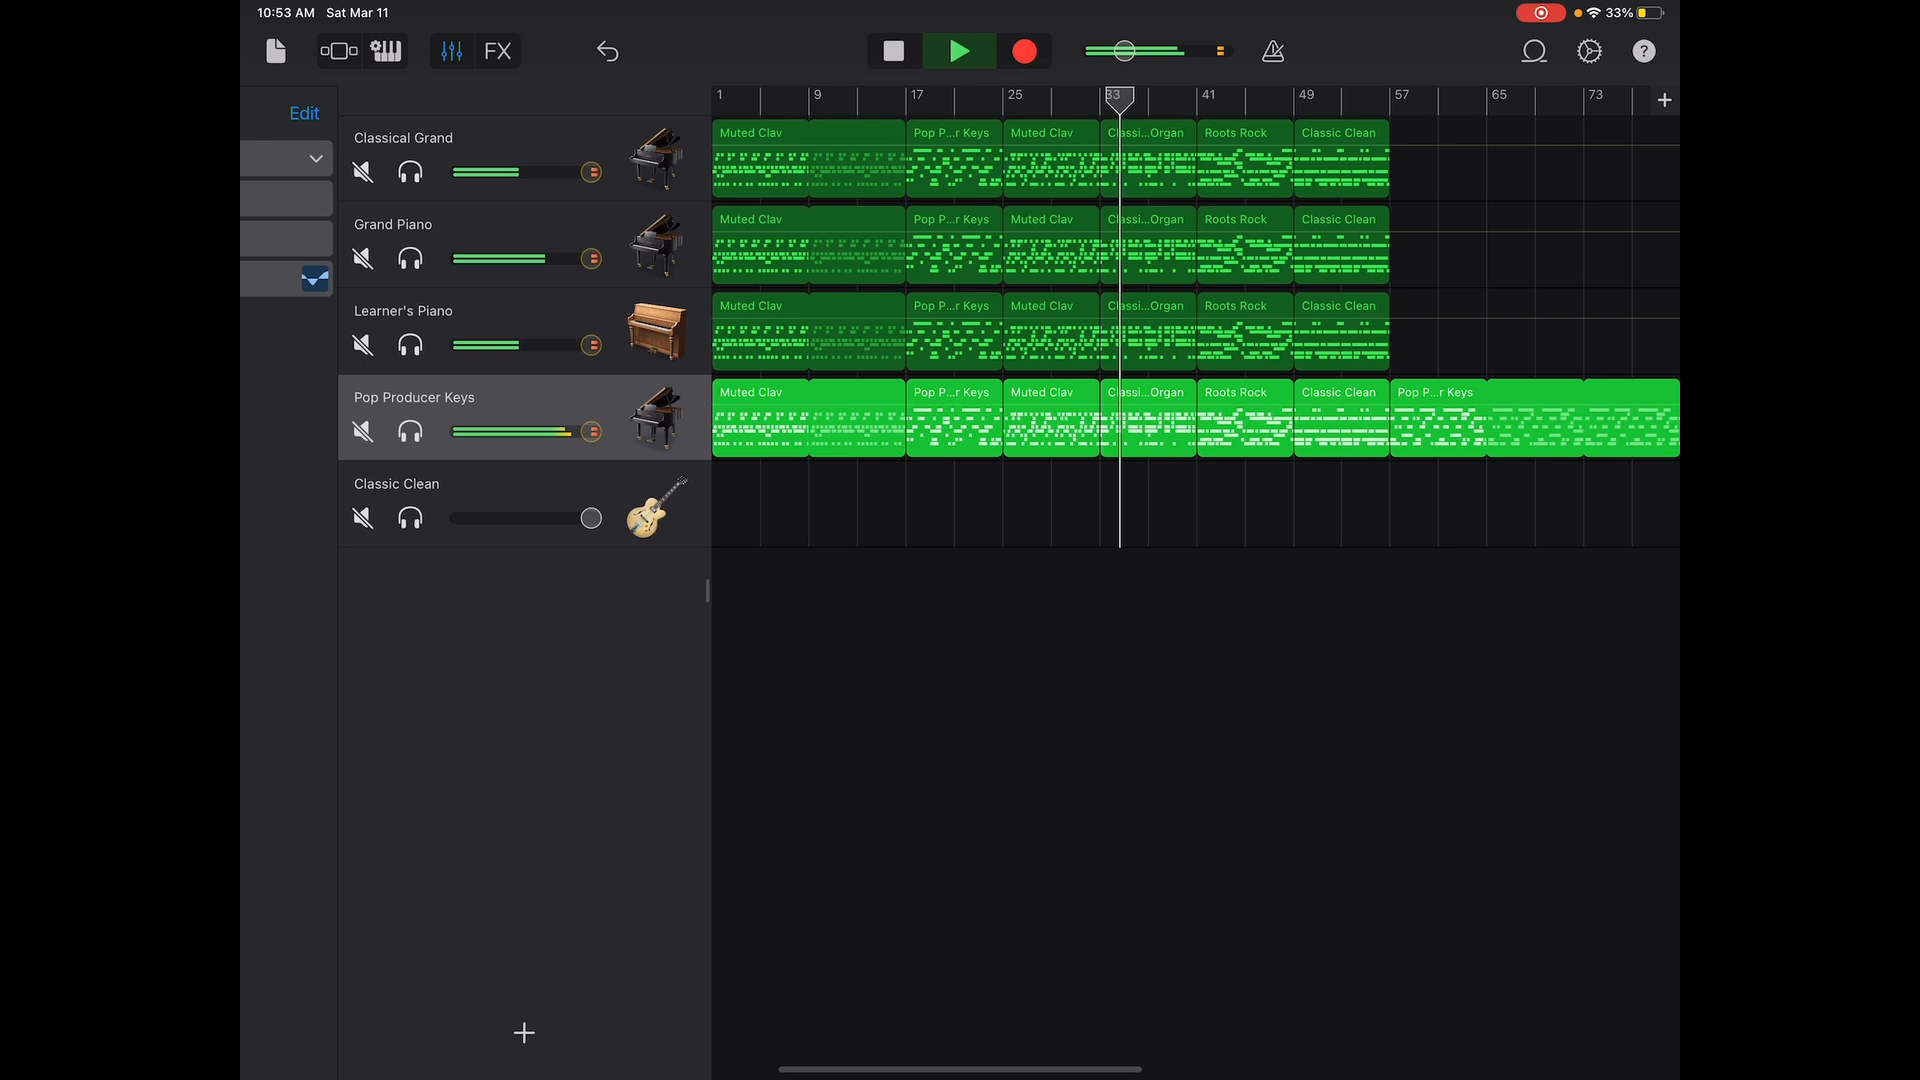 10:53 AM Sat Mar 11
33%
FX
?
Edit
1 9 17 25 33 41 49 57 65 73
Classical Grand
Muted Clav Pop P...r Keys Muted Clav Classi...Organ Roots Rock Classic Clean
Grand Piano
Muted Clav Pop P...r Keys Muted Clav Classi...Organ Roots Rock Classic Clean
Learner's Piano
Muted Clav Pop P...r Keys Muted Clav Classi...Organ Roots Rock Classic Clean
Pop Producer Keys
Muted Clav Pop P...r Keys Muted Clav Classi...Organ Roots Rock Classic Clean Pop P...r Keys
Classic Clean